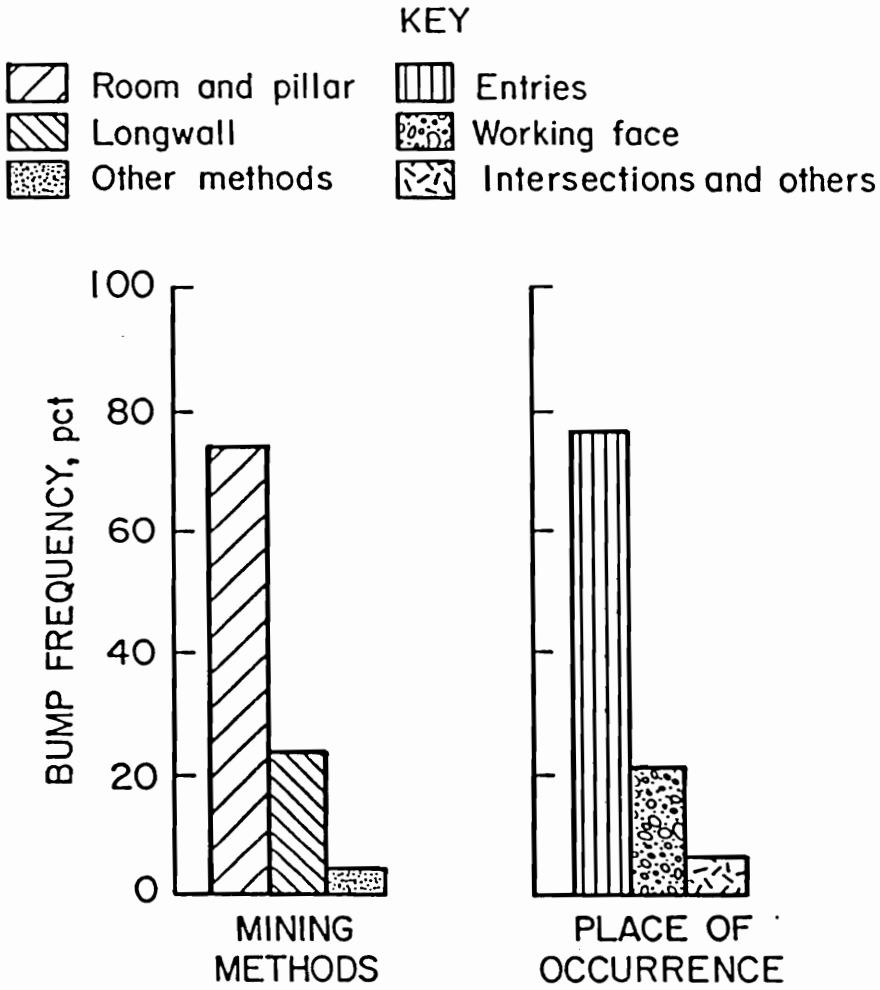 KEY
Room and pillar
Longwall
Other methods
Entries
Working face
Intersections and others
BUMP FREQUENCY, pct
100
80
60
40
20
0
MINING
METHODS
PLACE OF
OCCURRENCE